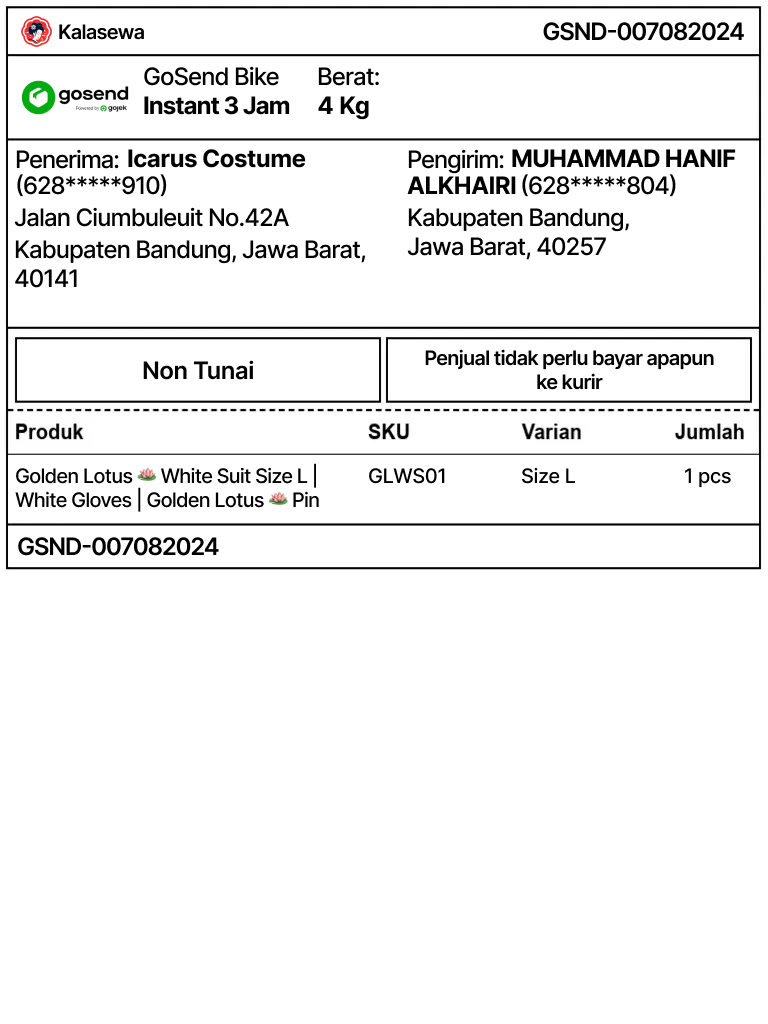 Kalasewa
GSND-007082024
gosend
Powered by gojek
GoSend Bike
Instant 3 Jam
Berat:
4 Kg
Penerima: Icarus Costume
(628*****910)
Jalan Ciumbuleuit No.42A
Kabupaten Bandung, Jawa Barat,
40141
Pengirim: MUHAMMAD HANIF
ALKHAIRI (628*****804)
Kabupaten Bandung,
Jawa Barat, 40257
Non Tunai
Penjual tidak perlu bayar apapun
ke kurir
Produk SKU Varian Jumlah
Golden Lotus 🪷 White Suit Size L |
White Gloves | Golden Lotus 🪷 Pin
GLWS01
Size L
1 pcs
GSND-007082024